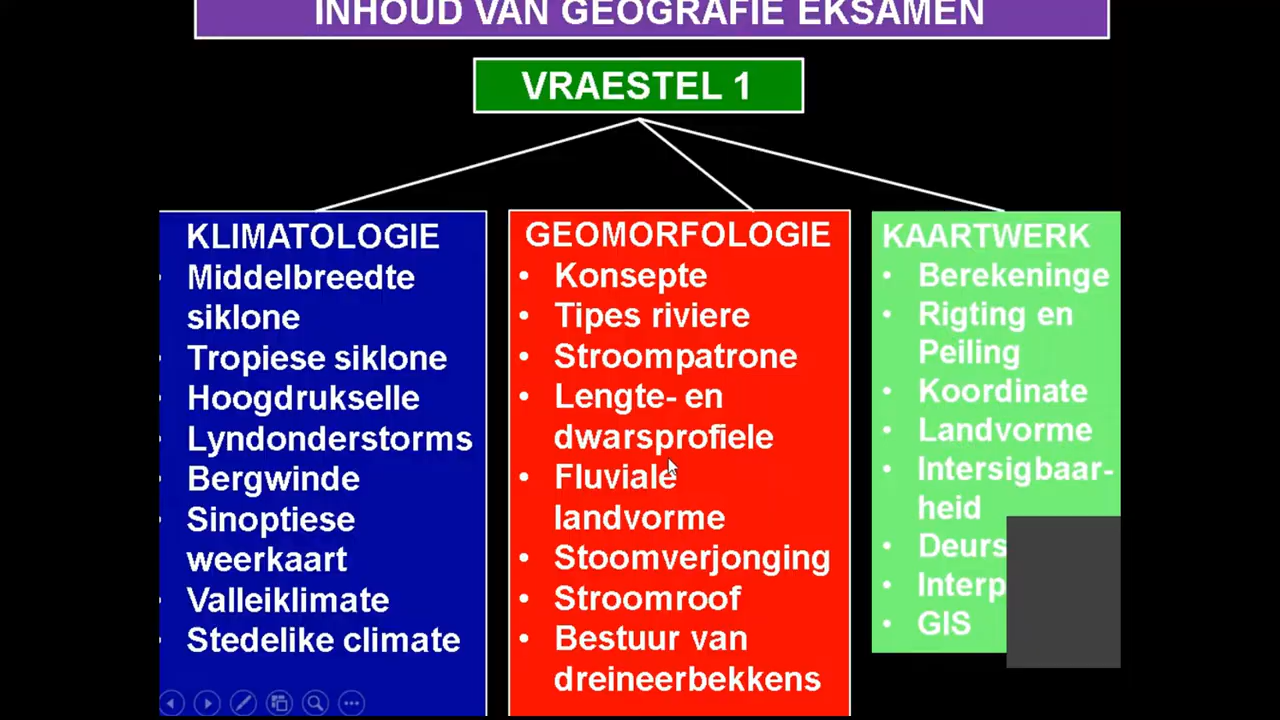 INHOUD VAN GEOGRAFIE EKSAMEN
VRAESTEL 1
KLIMATOLOGIE
Middelbreedte
siklone
Tropiese siklone
Hoogdrukselle
Lyndonderstorms
Bergwinde
Sinoptiese
weerkaart
Valleiklimate
Stedelike climate
GEOMORFOLOGIE
• Konsepte
• Tipes riviere
• Stroompatrone
• Lengte- en
dwarsprofiele
• Fluviale
landvorme
• Stoomverjonging
• Stroomroof
• Bestuur van
dreineerbekkens
KAARTWERK
• Berekeninge
• Rigting en
Peiling
• Koordinate
• Landvorme
• Intersigbaar-
heid
• Deurs
• Interp
• GIS